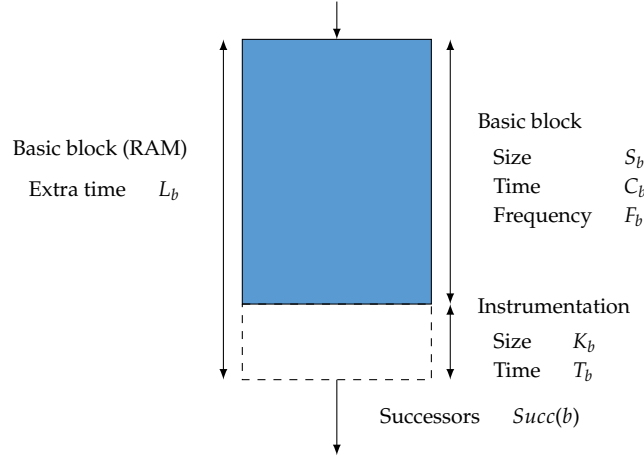 Basic block (RAM)
Extra time L_b
Basic block
Size S_b
Time C_b
Frequency F_b
Instrumentation
Size K_b
Time T_b
Successors Succ(b)